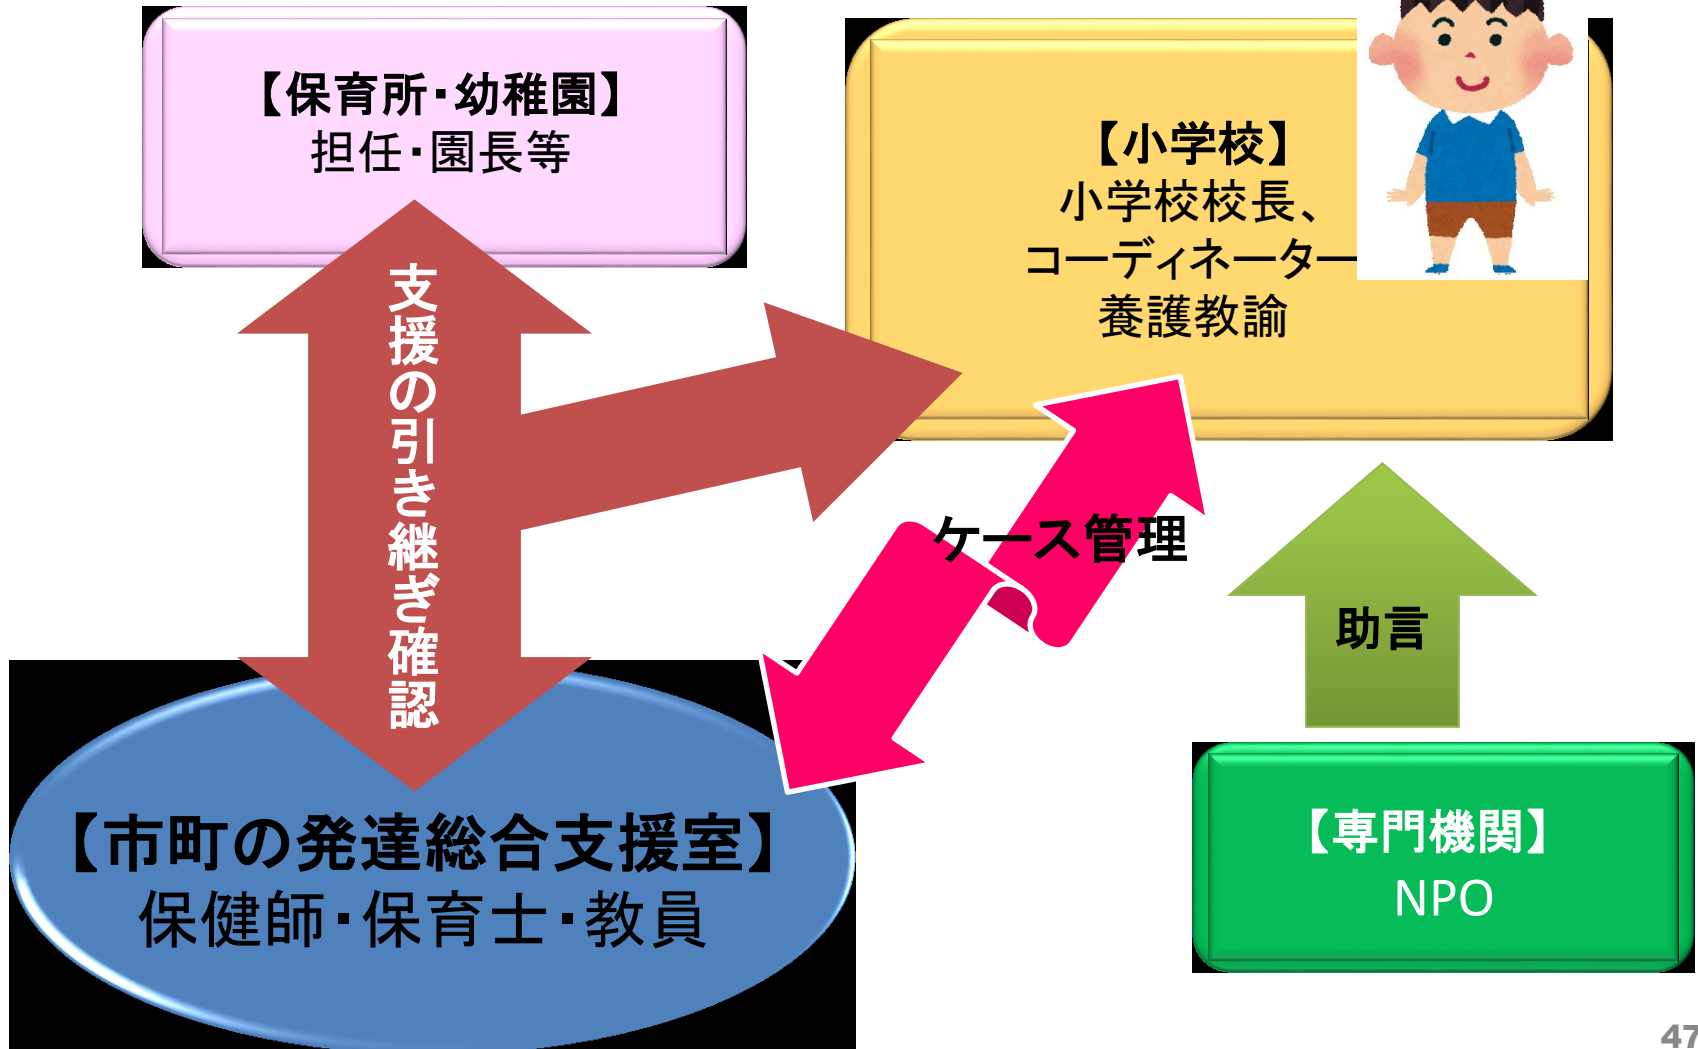 【保育所・幼稚園】
担任・園長等
【小学校】
小学校校長、
コーディネーター
養護教諭
支援の引き継ぎ確認
ケース管理
助言
【市町の発達総合支援室】
保健師・保育士・教員
【専門機関】
NPO
47